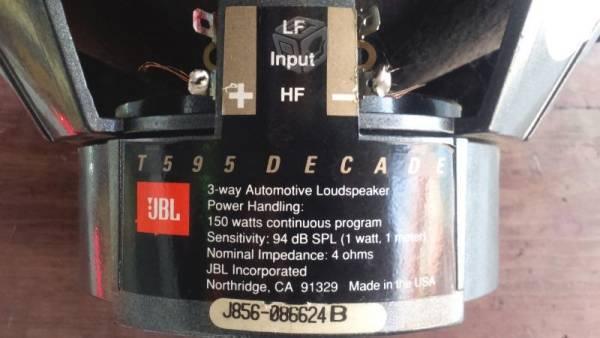 LF
Input
+ HF −
T595 DECADE
JBL
3-way Automotive Loudspeaker
Power Handling:
150 watts continuous program
Sensitivity: 94 dB SPL (1 watt, 1 meter)
Nominal Impedance: 4 ohms
JBL Incorporated
Northridge, CA 91329 Made in the USA
J856-086624B